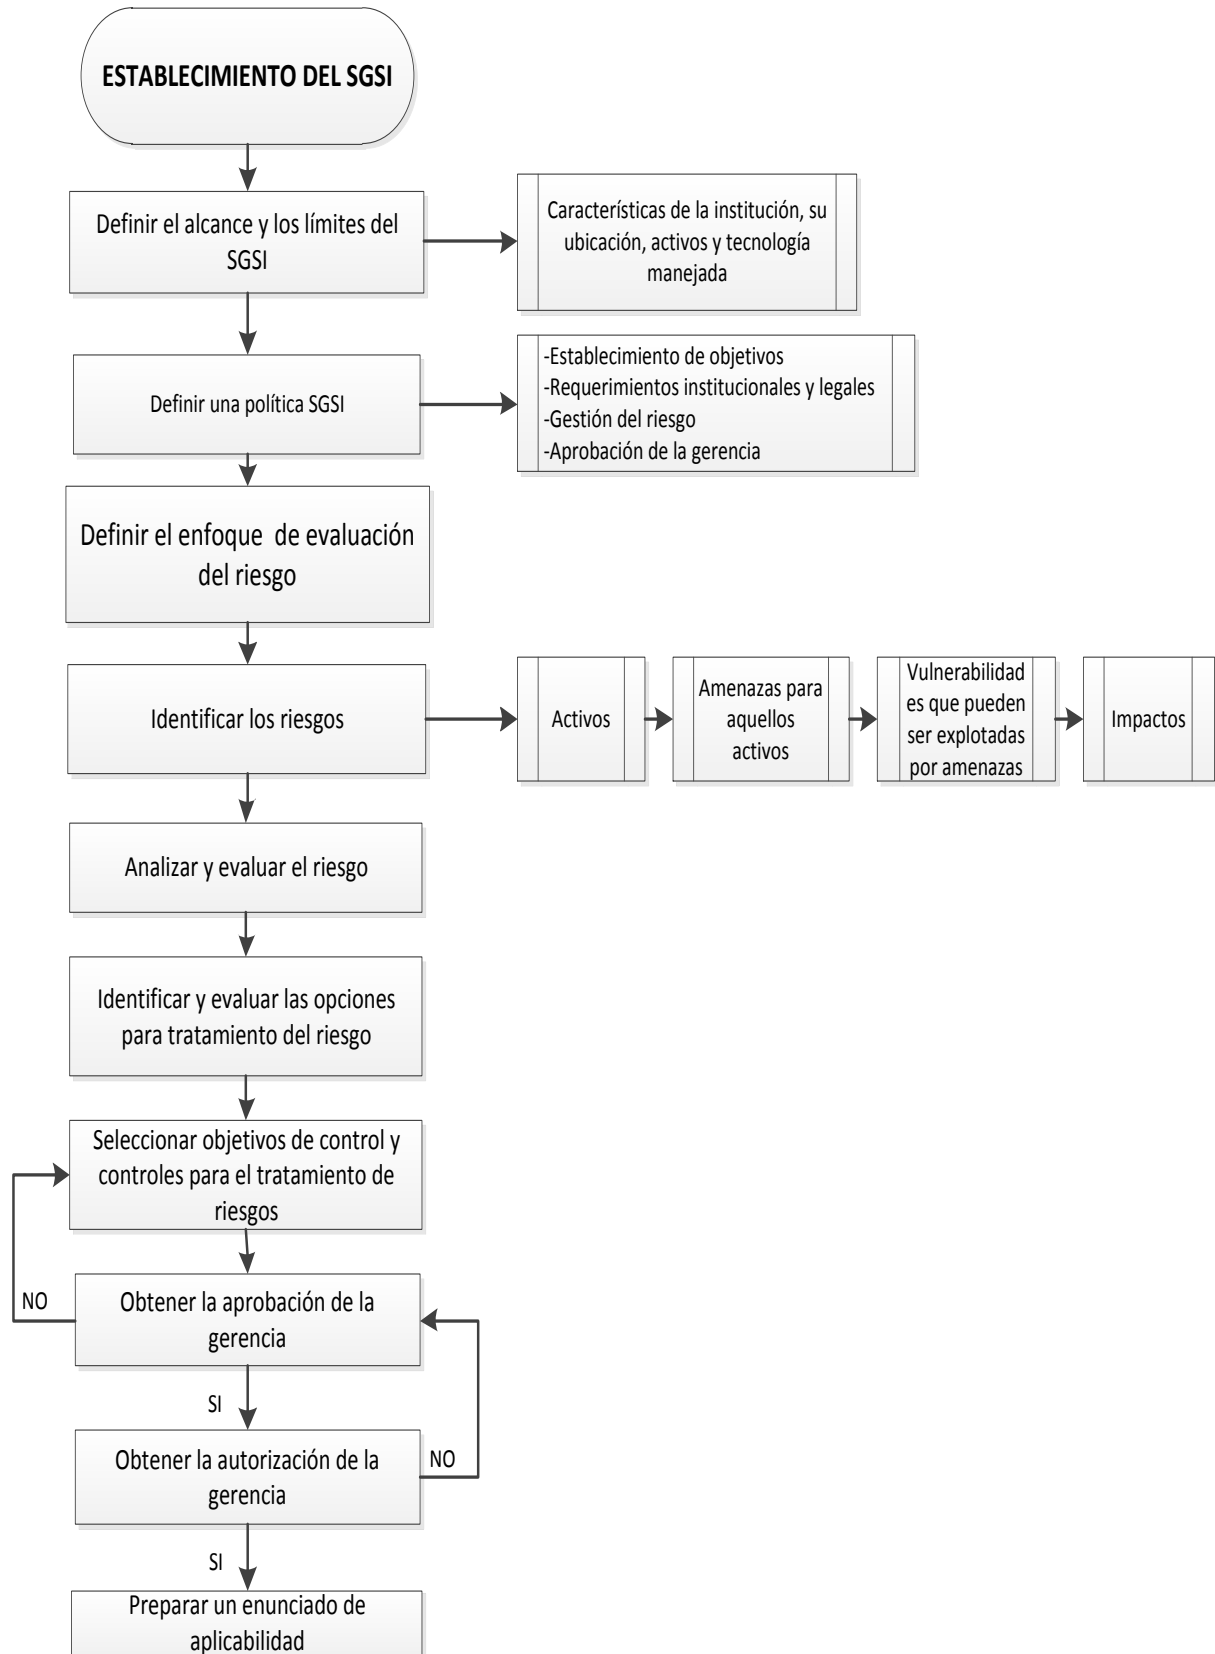 ESTABLECIMIENTO DEL SGSI
Definir el alcance y los límites del
SGSI
Características de la institución, su
ubicación, activos y tecnología
manejada
Definir una política SGSI
-Establecimiento de objetivos
-Requerimientos institucionales y legales
-Gestión del riesgo
-Aprobación de la gerencia
Definir el enfoque de evaluación
del riesgo
Identificar los riesgos
Activos
Amenazas para
aquellos
activos
Vulnerabilidad
es que pueden
ser explotadas
por amenazas
Impactos
Analizar y evaluar el riesgo
Identificar y evaluar las opciones
para tratamiento del riesgo
Seleccionar objetivos de control y
controles para el tratamiento de
riesgos
NO
Obtener la aprobación de la
gerencia
SI
Obtener la autorización de la
gerencia
NO
SI
Preparar un enunciado de
aplicabilidad